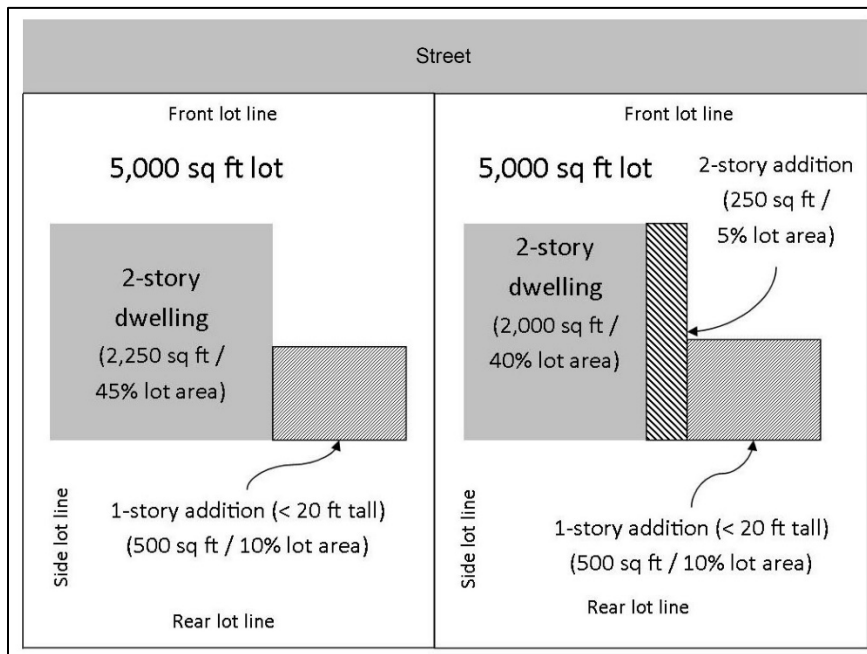 Street
Front lot line
5,000 sq ft lot
2-story
dwelling
(2,250 sq ft /
45% lot area)
1-story addition (< 20 ft tall)
(500 sq ft / 10% lot area)
Side lot line
Rear lot line
Front lot line
5,000 sq ft lot
2-story addition
(250 sq ft /
5% lot area)
2-story
dwelling
(2,000 sq ft /
40% lot area)
1-story addition (< 20 ft tall)
(500 sq ft / 10% lot area)
Side lot line
Rear lot line